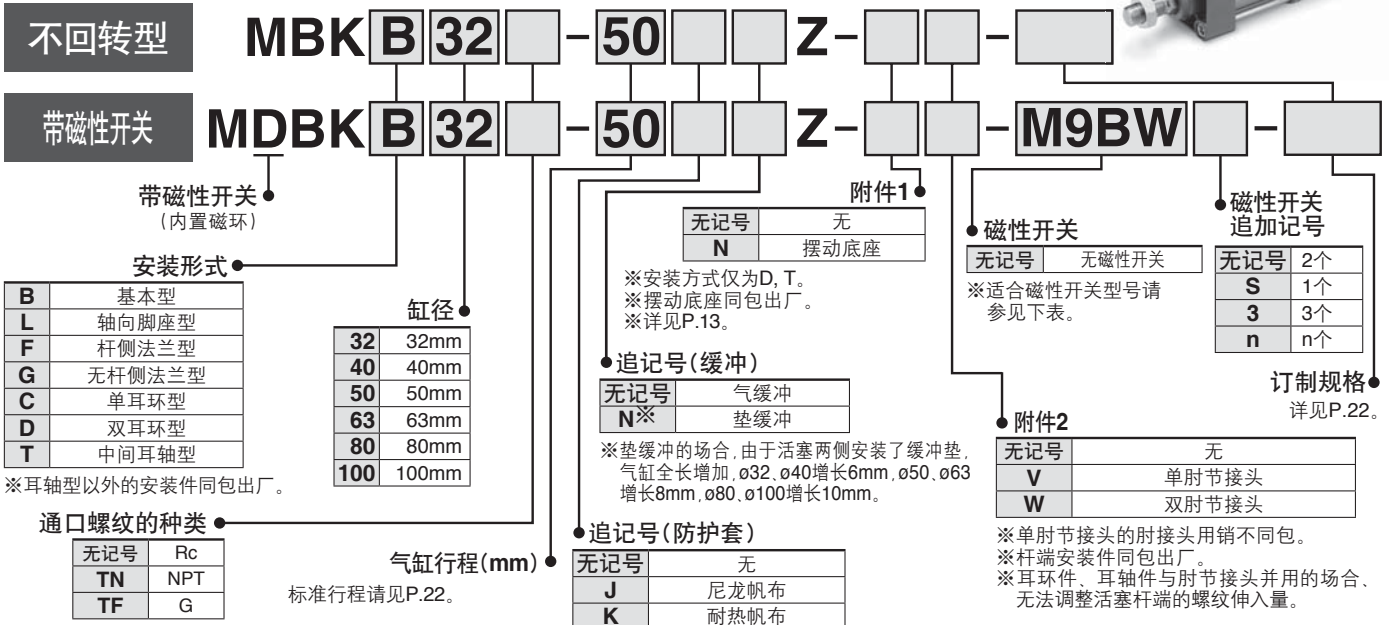 不回转型 MBK B 32 - 50 Z - -
带磁性开关 MDBK B 32 - 50 Z - - M9BW -
带磁性开关
(内置磁环)
安装形式
B 基本型
L 轴向脚座型
F 杆侧法兰型
G 无杆侧法兰型
C 单耳环型
D 双耳环型
T 中间耳轴型
※耳轴型以外的安装件同包出厂。
通口螺纹的种类
无记号 Rc
TN NPT
TF G
缸径
32 32mm
40 40mm
50 50mm
63 63mm
80 80mm
100 100mm
气缸行程(mm)
标准行程请见P.22。
附件1
无记号 无
N 摆动底座
※安装方式仅为D, T。
※摆动底座同包出厂。
※详见P.13。
追记号(缓冲)
无记号 气缓冲
N※ 垫缓冲
※垫缓冲的场合,由于活塞两侧安装了缓冲垫,
气缸全长增加,ø32、ø40增长6mm,ø50、ø63
增长8mm,ø80、ø100增长10mm。
追记号(防护套)
无记号 无
J 尼龙帆布
K 耐热帆布
磁性开关
无记号 无磁性开关
※适合磁性开关型号请
参见下表。
磁性开关
追加记号
无记号 2个
S 1个
3 3个
n n个
订制规格
详见P.22。
附件2
无记号 无
V 单肘节接头
W 双肘节接头
※单肘节接头的肘接头用销不同包。
※杆端安装件同包出厂。
※耳环件、耳轴件与肘节接头并用的场合、
无法调整活塞杆端的螺纹伸入量。